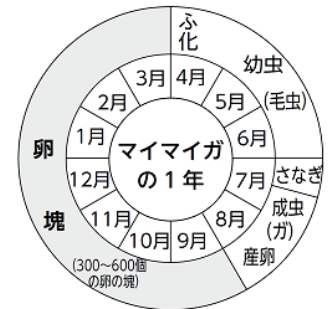 ふ化
幼虫
(毛虫)
さなぎ
成虫
(ガ)
産卵
卵塊
(300〜600個
の卵の塊)
マイマイガ
の1年
1月
2月
3月
4月
5月
6月
7月
8月
9月
10月
11月
12月